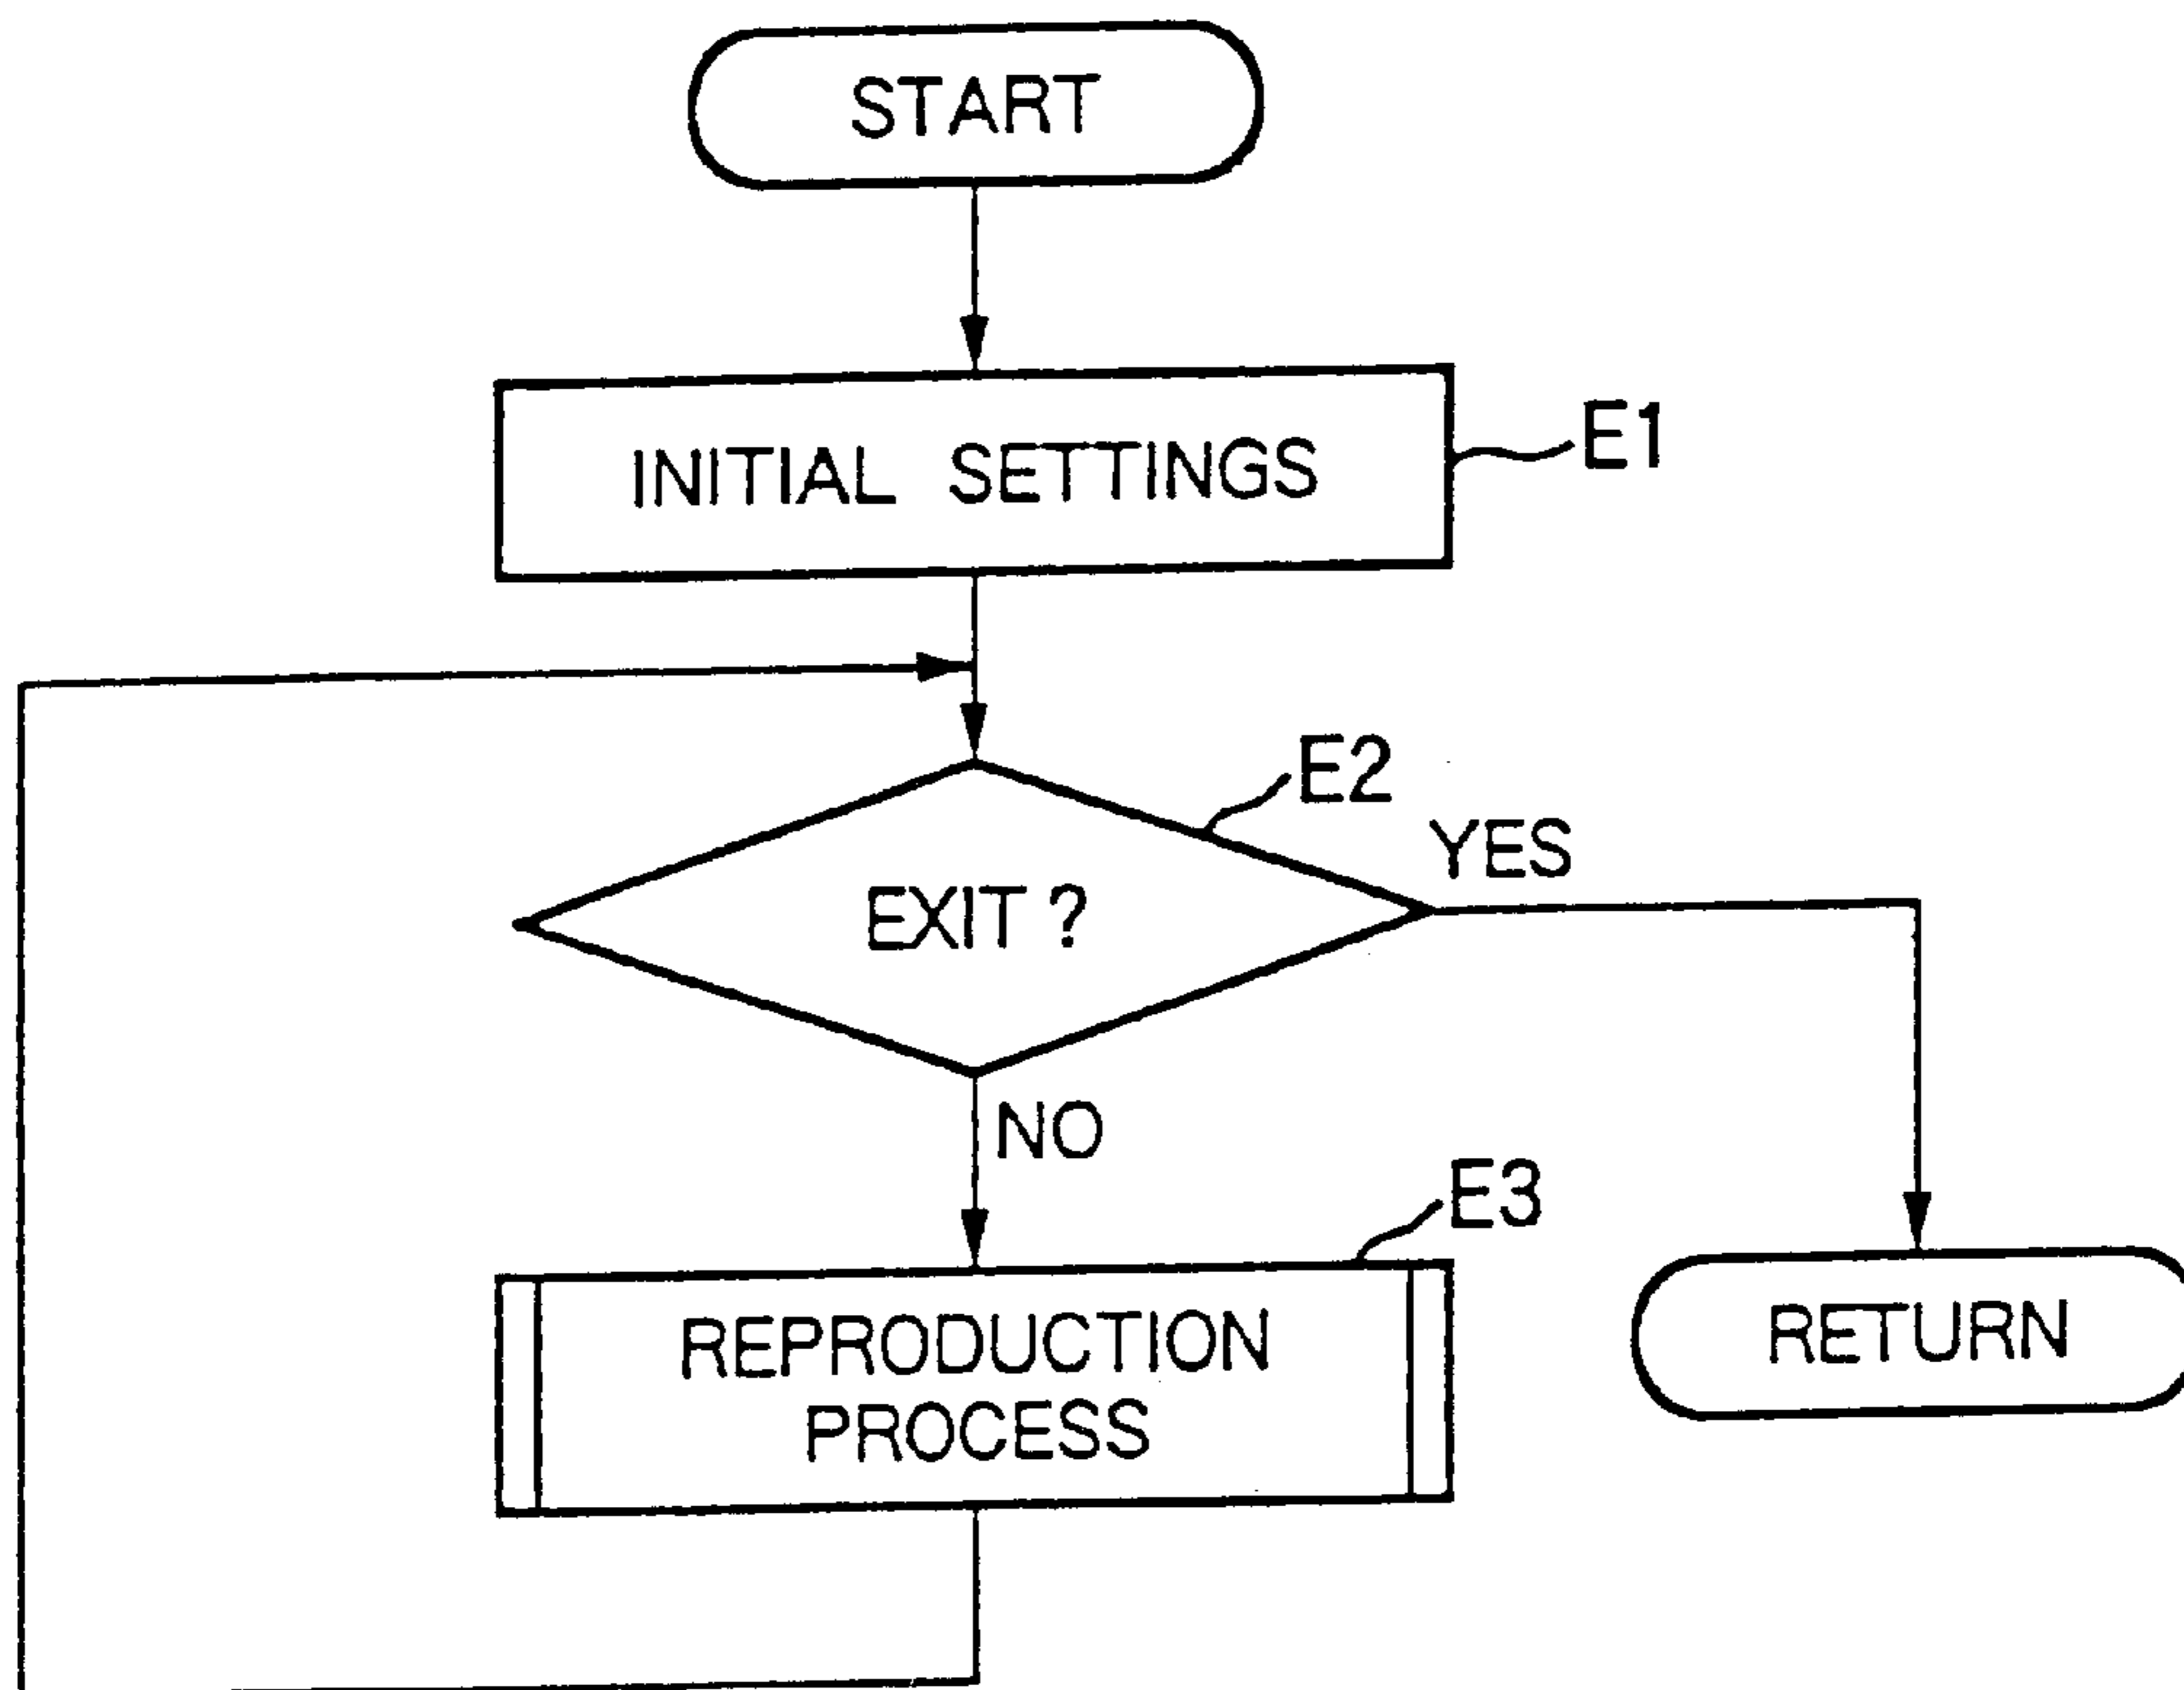 START
INITIAL SETTINGS
E1
E2
YES
EXIT ?
NO
E3
REPRODUCTION
PROCESS
RETURN